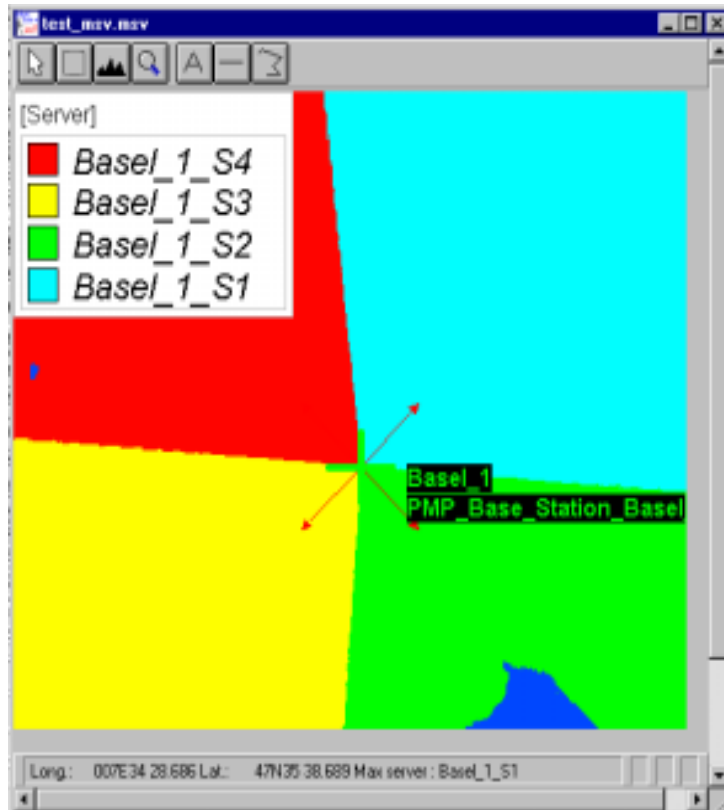 test_msv.msv
A
[Server]
Basel_1_S4
Basel_1_S3
Basel_1_S2
Basel_1_S1
Basel_1
PMP_Base_Station_Basel
Long.: 007E34 28.686 Lat.: 47N35 38.689 Max server : Basel_1_S1